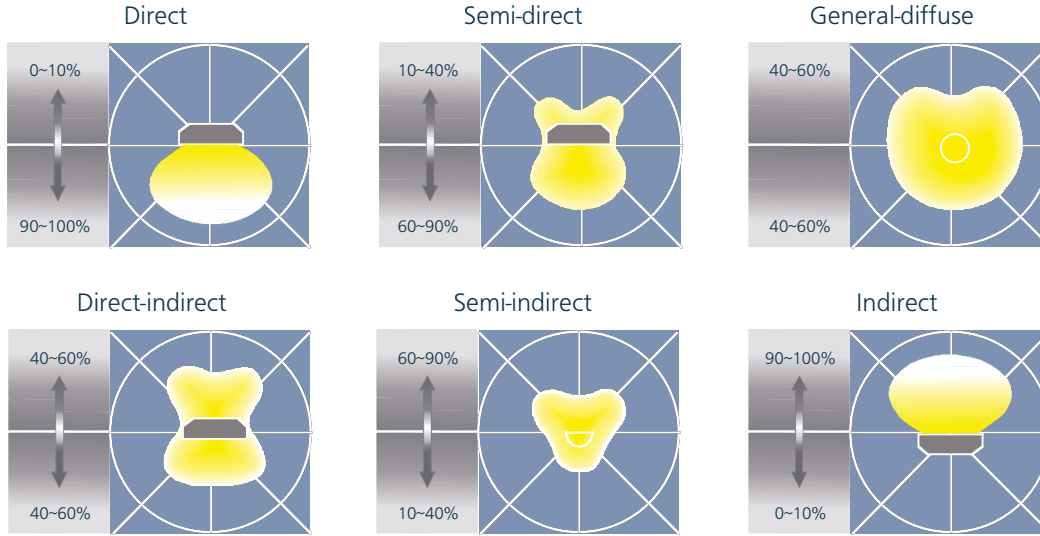 Direct
Semi-direct
General-diffuse
0~10%
10~40%
40~60%
90~100%
60~90%
40~60%
Direct-indirect
Semi-indirect
Indirect
40~60%
60~90%
90~100%
40~60%
10~40%
0~10%